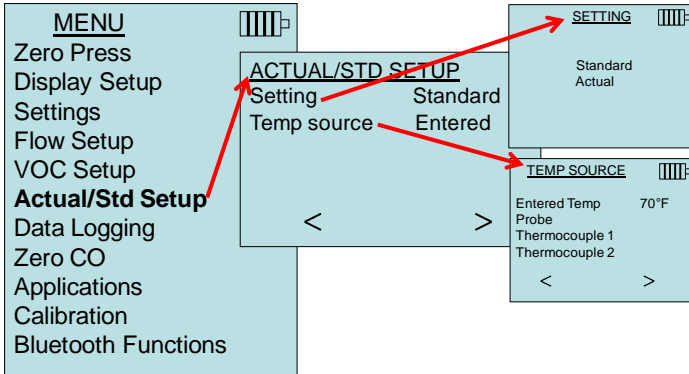 MENU
Zero Press
Display Setup
Settings
Flow Setup
VOC Setup
Actual/Std Setup
Data Logging
Zero CO
Applications
Calibration
Bluetooth Functions
ACTUAL/STD SETUP
Setting Standard
Temp source Entered
< >
SETTING
Standard
Actual
TEMP SOURCE
Entered Temp 70°F
Probe
Thermocouple 1
Thermocouple 2
< >